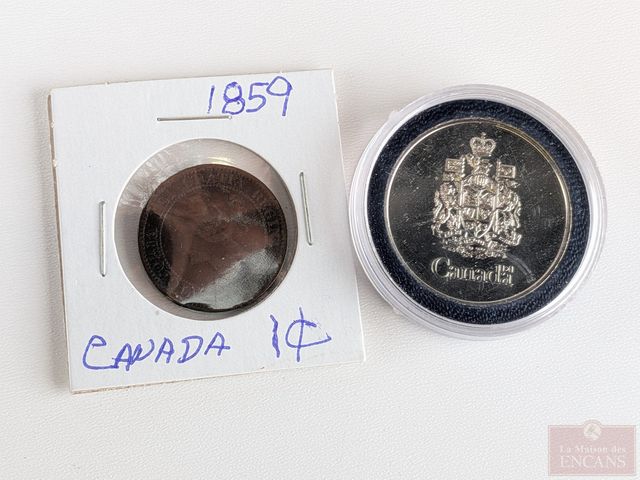 1859
CANADA 1¢
Canada
La Maison des
ENCANS